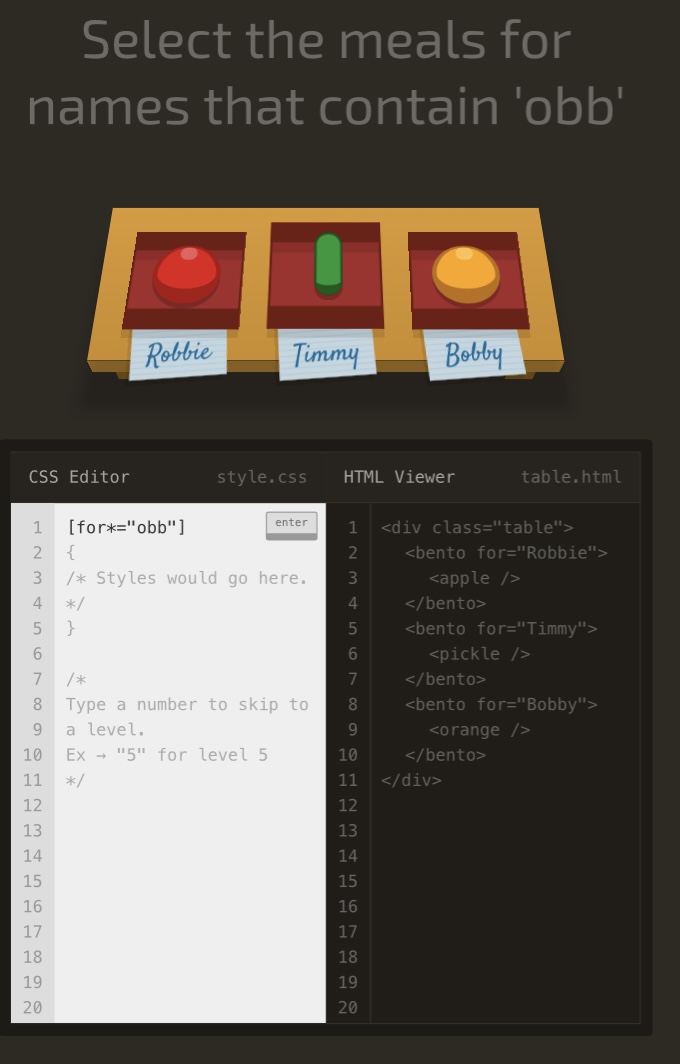 Select the meals for
names that contain 'obb'
Robbie
Timmy
Bobby
CSS Editor style.css
HTML Viewer table.html
1 [for*="obb"] enter
2 {
3 /* Styles would go here.
4 */
5 }
6
7 /*
8 Type a number to skip to
9 a level.
10 Ex → "5" for level 5
11 */
12
13
14
15
16
17
18
19
20
1 <div class="table">
2 <bento for="Robbie">
3 <apple />
4 </bento>
5 <bento for="Timmy">
6 <pickle />
7 </bento>
8 <bento for="Bobby">
9 <orange />
10 </bento>
11 </div>
12
13
14
15
16
17
18
19
20